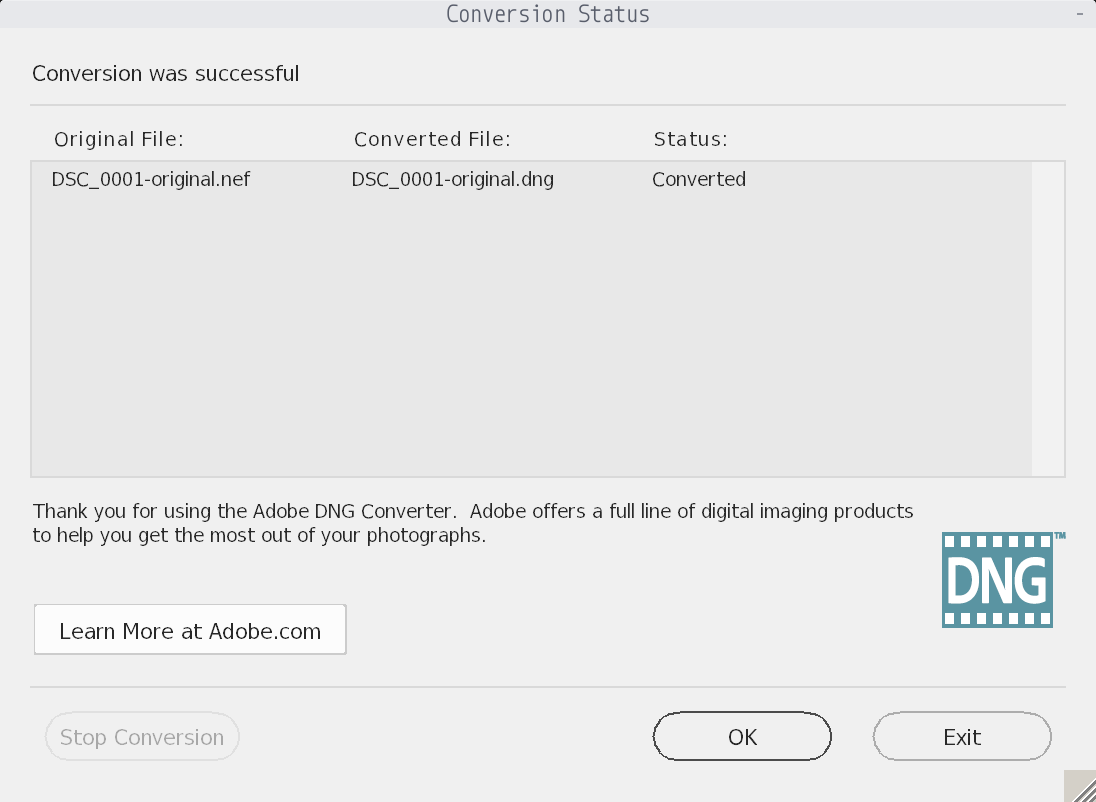 Conversion Status
-
Conversion was successful
Original File: Converted File: Status:
DSC_0001-original.nef DSC_0001-original.dng Converted
Thank you for using the Adobe DNG Converter.  Adobe offers a full line of digital imaging products
to help you get the most out of your photographs.
DNG™
Learn More at Adobe.com
Stop Conversion OK Exit